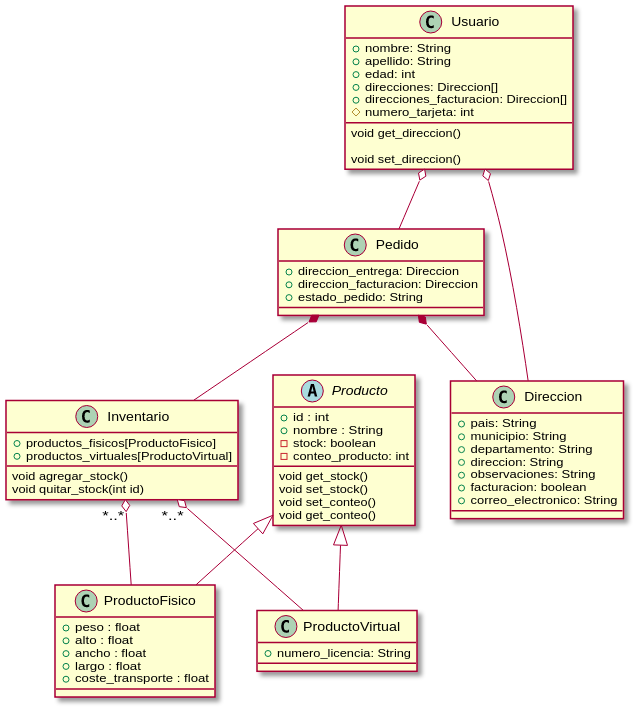 C Usuario
nombre: String
apellido: String
edad: int
direcciones: Direccion[]
direcciones_facturacion: Direccion[]
numero_tarjeta: int
void get_direccion()
void set_direccion()
C Pedido
direccion_entrega: Direccion
direccion_facturacion: Direccion
estado_pedido: String
A Producto
id : int
nombre : String
stock: boolean
conteo_producto: int
void get_stock()
void set_stock()
void set_conteo()
void get_conteo()
C Direccion
pais: String
municipio: String
departamento: String
direccion: String
observaciones: String
facturacion: boolean
correo_electronico: String
C Inventario
productos_fisicos[ProductoFisico]
productos_virtuales[ProductoVirtual]
void agregar_stock()
void quitar_stock(int id)
*..* *..*
C ProductoFisico
peso : float
alto : float
ancho : float
largo : float
coste_transporte : float
C ProductoVirtual
numero_licencia: String